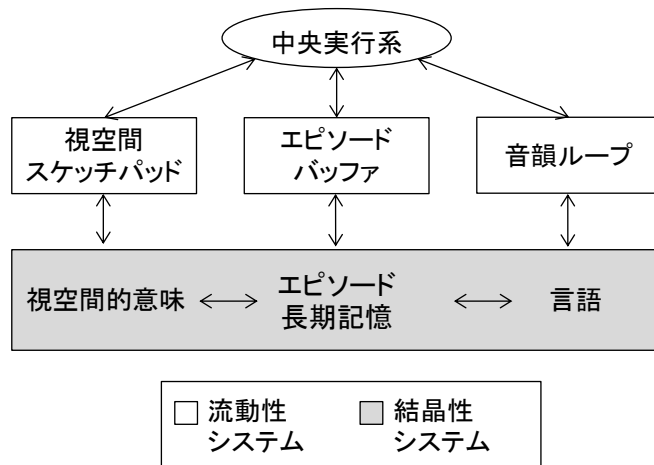 中央実行系
視空間
スケッチパッド
エピソード
バッファ
音韻ループ
視空間的意味
エピソード
長期記憶
言語
流動性
システム
結晶性
システム